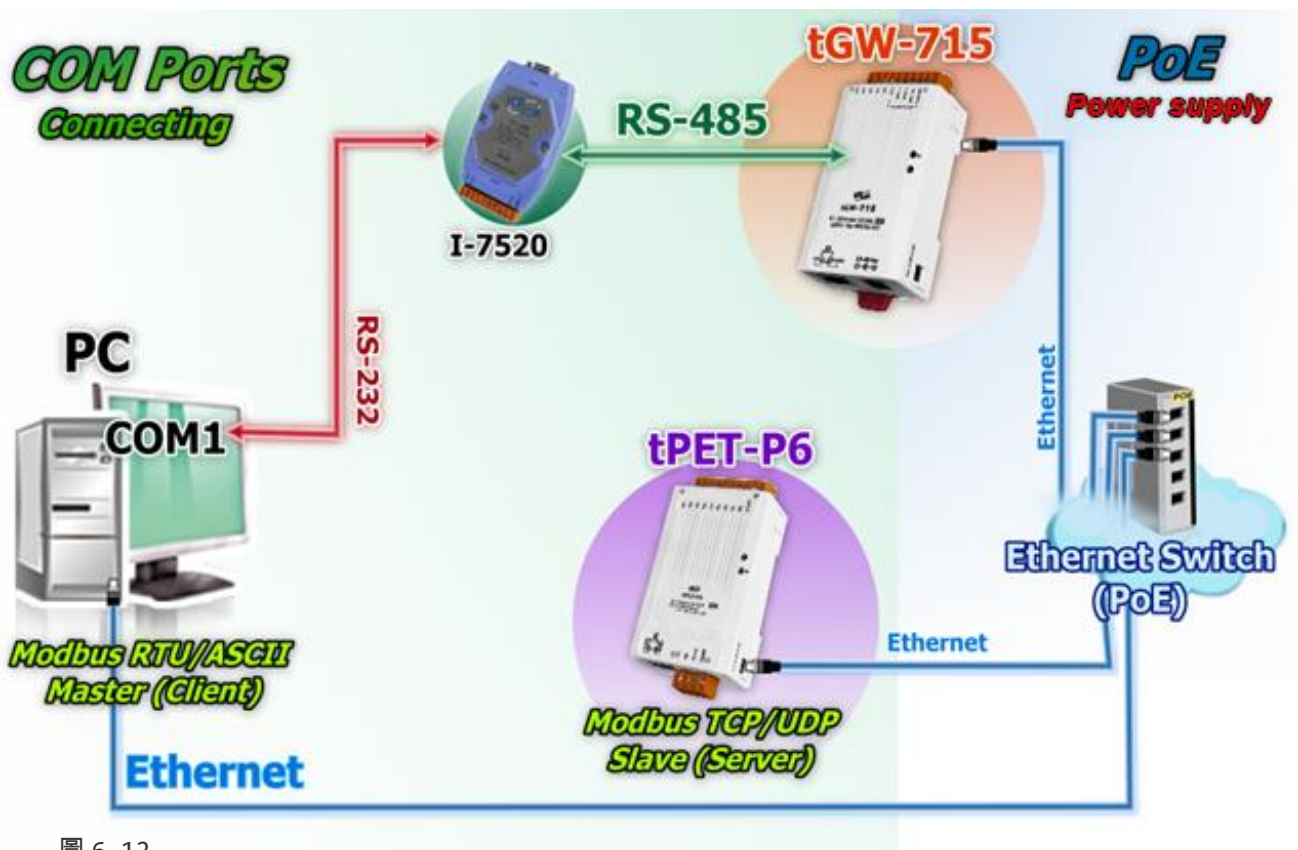 COM Ports
Connecting
tGW-715
PoE
Power supply
RS-485
I-7520
RS-232
PC
COM1
Ethernet
POE
tPET-P6
Ethernet Switch
(PoE)
Ethernet
Modbus RTU/ASCII
Master (Client)
Modbus TCP/UDP
Slave (Server)
Ethernet
圖 6-12